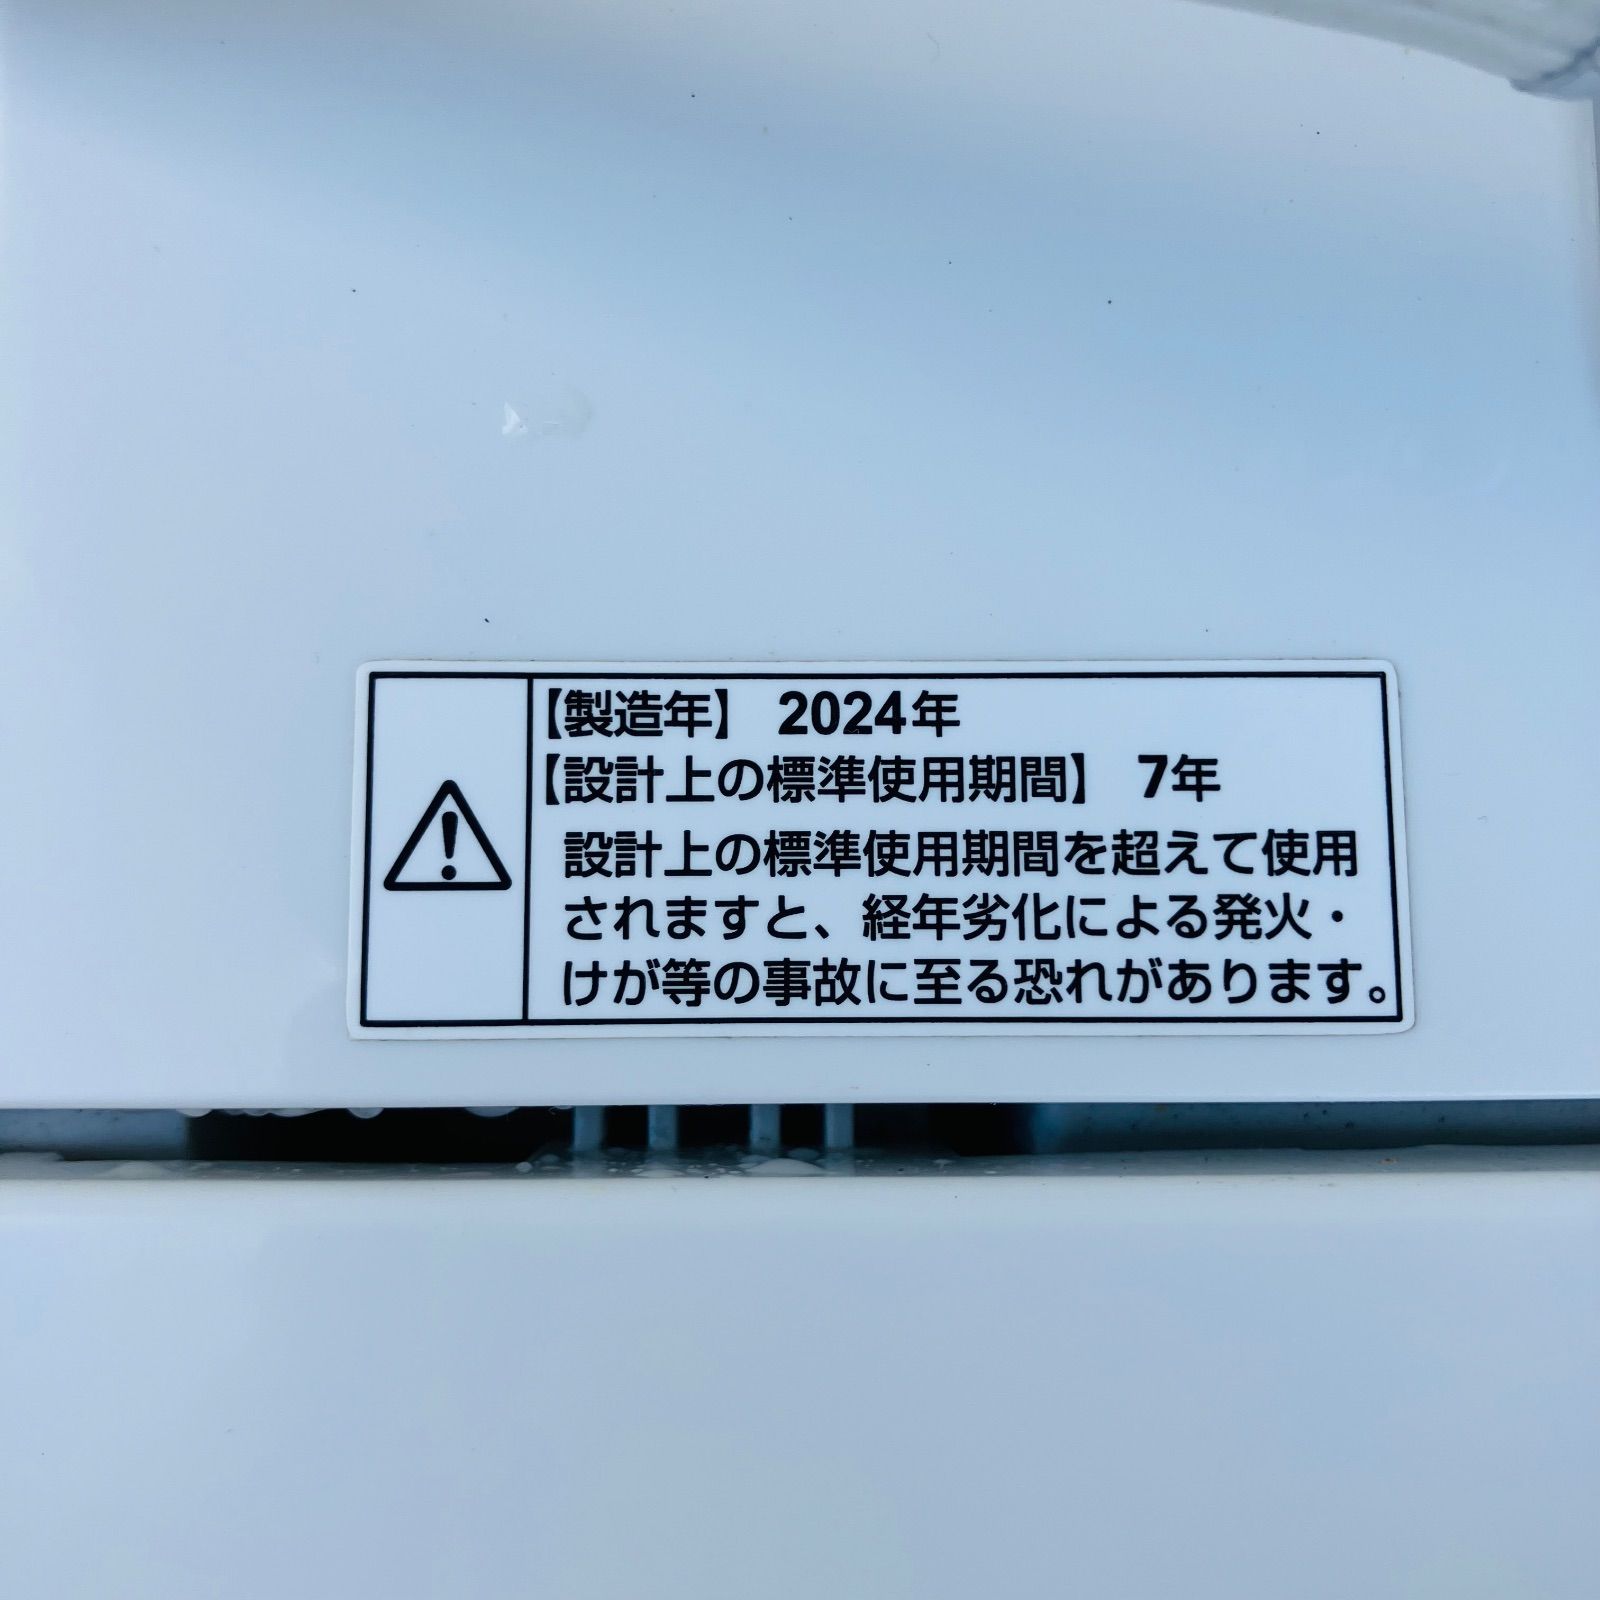 【製造年】 2024年
【設計上の標準使用期間】 7年
設計上の標準使用期間を超えて使用
されますと、経年劣化による発火・
けが等の事故に至る恐れがあります。